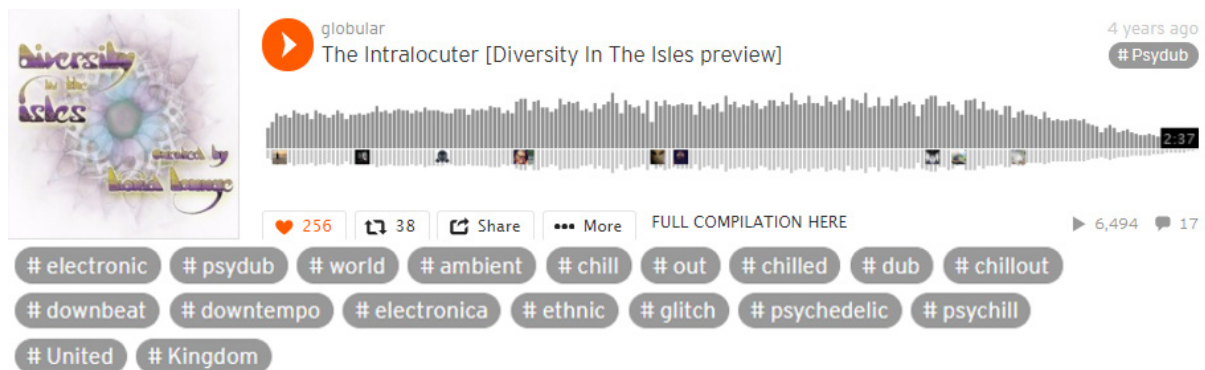 Diversity
in the
isles
curated by
globular
4 years ago
The Intralocuter [Diversity In The Isles preview]
# Psydub
2:37
256 38 Share More FULL COMPILATION HERE 6,494 17
# electronic # psydub # world # ambient # chill # out # chilled # dub # chillout
# downbeat # downtempo # electronica # ethnic # glitch # psychedelic # psychill
# United # Kingdom